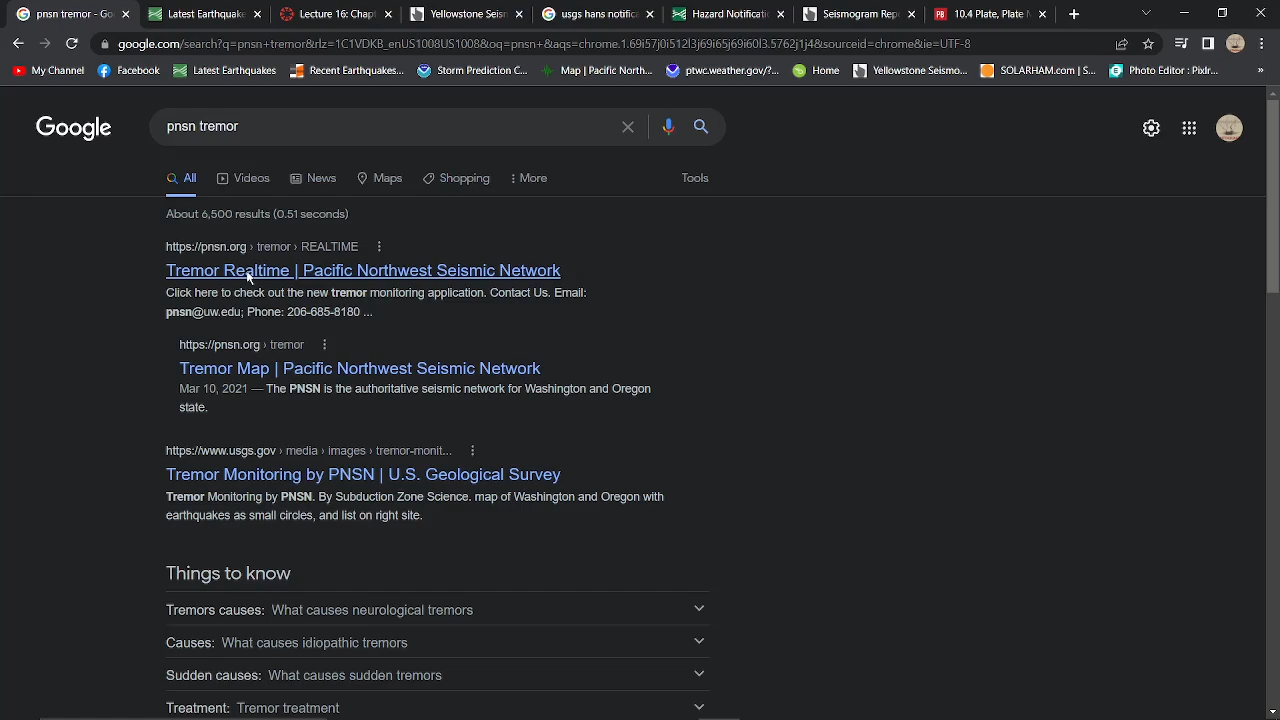 pnsn tremor - Go
Latest Earthquake
Lecture 16: Chap
Yellowstone Seis
usgs hans notifica
Hazard Notificati
Seismogram Rep
PB 10.4 Plate, Plate
google.com/search?q=pnsn+tremor&rlz=1C1VDKB_enUS1008US1008&oq=pnsn+&aqs=chrome.1.69i57j0i512l3j69i65j69i60l3.5762j1j4&sourceid=chrome&ie=UTF-8
My Channel
Facebook
Latest Earthquakes
Recent Earthquakes...
Storm Prediction C...
Map | Pacific North...
ptwc.weather.gov/?...
Home
Yellowstone Seismo...
SOLARHAM.com | S...
Photo Editor : Pixlr...
»
Google
pnsn tremor
All
Videos
News
Maps
Shopping
More
Tools
About 6,500 results (0.51 seconds)
https://pnsn.org › tremor › REALTIME
Tremor Realtime | Pacific Northwest Seismic Network
Click here to check out the new tremor monitoring application. Contact Us. Email:
pnsn@uw.edu; Phone: 206-685-8180 ...
https://pnsn.org › tremor
Tremor Map | Pacific Northwest Seismic Network
Mar 10, 2021 — The PNSN is the authoritative seismic network for Washington and Oregon
state.
https://www.usgs.gov › media › images › tremor-monit...
Tremor Monitoring by PNSN | U.S. Geological Survey
Tremor Monitoring by PNSN. By Subduction Zone Science. map of Washington and Oregon with
earthquakes as small circles, and list on right site.
Things to know
Tremors causes: What causes neurological tremors
Causes: What causes idiopathic tremors
Sudden causes: What causes sudden tremors
Treatment: Tremor treatment